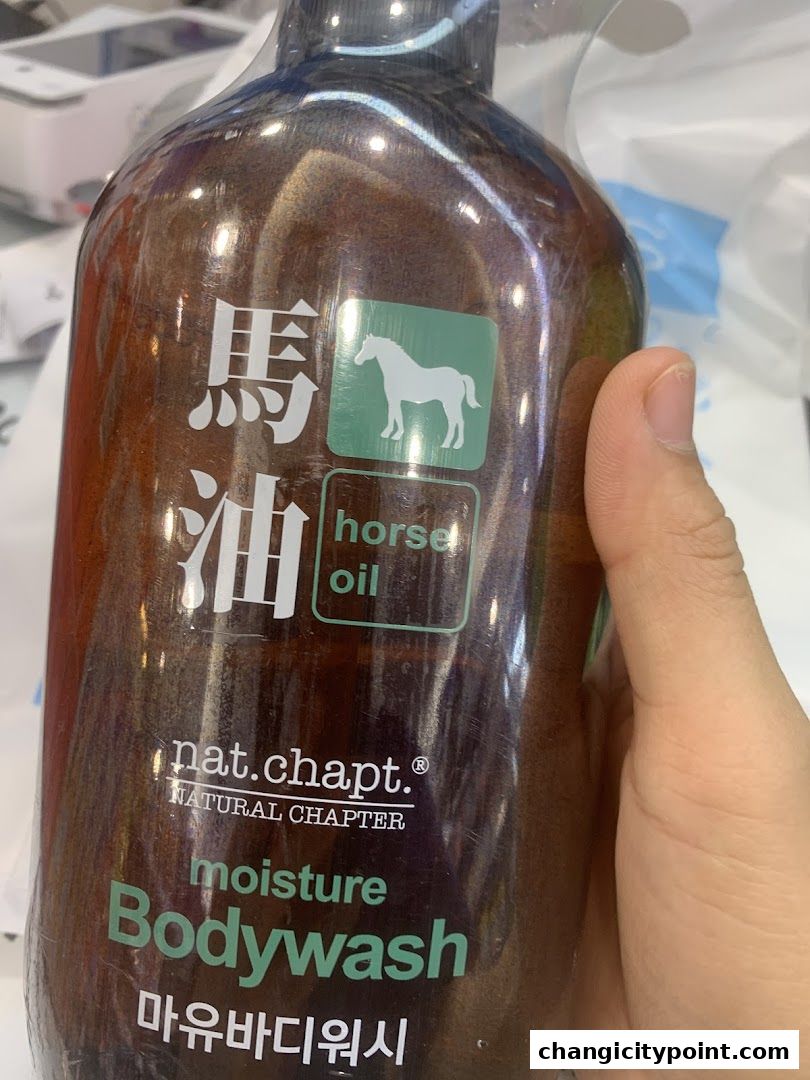 馬油
horse
oil
nat.chapt.®
NATURAL CHAPTER
moisture
Bodywash
마유바디워시
changicitypoint.com